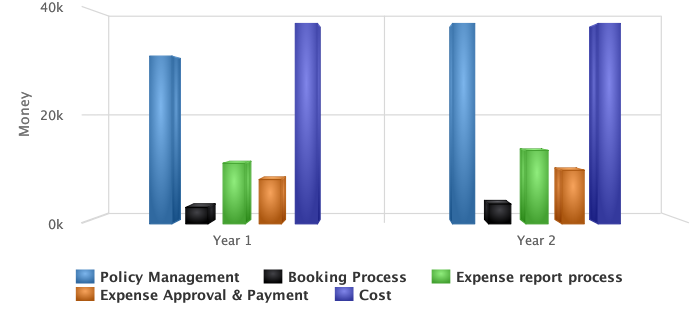 40k
20k
0k
Money
Year 1
Year 2
Policy Management
Booking Process
Expense report process
Expense Approval & Payment
Cost